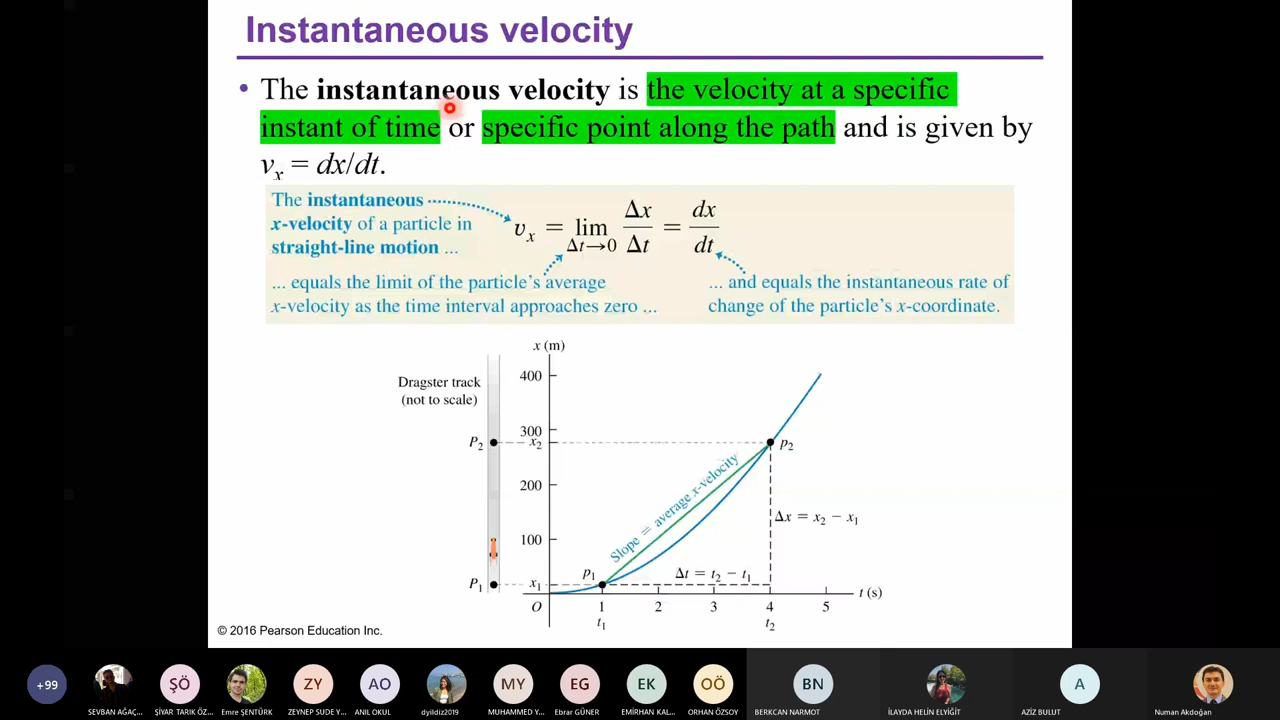 Instantaneous velocity
• The instantaneous velocity is the velocity at a specific
instant of time or specific point along the path and is given by
vx = dx/dt.
The instantaneous
x-velocity of a particle in
straight-line motion ...
vx = lim Δt→0 Δx/Δt = dx/dt
... equals the limit of the particle's average
x-velocity as the time interval approaches zero ...
... and equals the instantaneous rate of
change of the particle's x-coordinate.
x (m)
Dragster track
(not to scale)
400
300
P2
x2
p2
200
Slope = average x-velocity
Δx = x2 − x1
100
p1
Δt = t2 − t1
P1
x1
t (s)
O 1 2 3 4 5
t1 t2
© 2016 Pearson Education Inc.
+99
ŞÖ
ZY
AO
MY
EG
EK
OÖ
BN
A
SEVBAN AĞAÇ...
ŞİYAR TARIK ÖZ...
Emre ŞENTÜRK
ZEYNEP SUDE Y...
ANIL OKUL
dyildiz2019
MUHAMMED Y...
Ebrar GÜNER
EMİRHAN KAL...
ORHAN ÖZSOY
BERKCAN NARMOT
İLAYDA HELİN ELYİĞİT
AZİZ BULUT
Numan Akdoğan